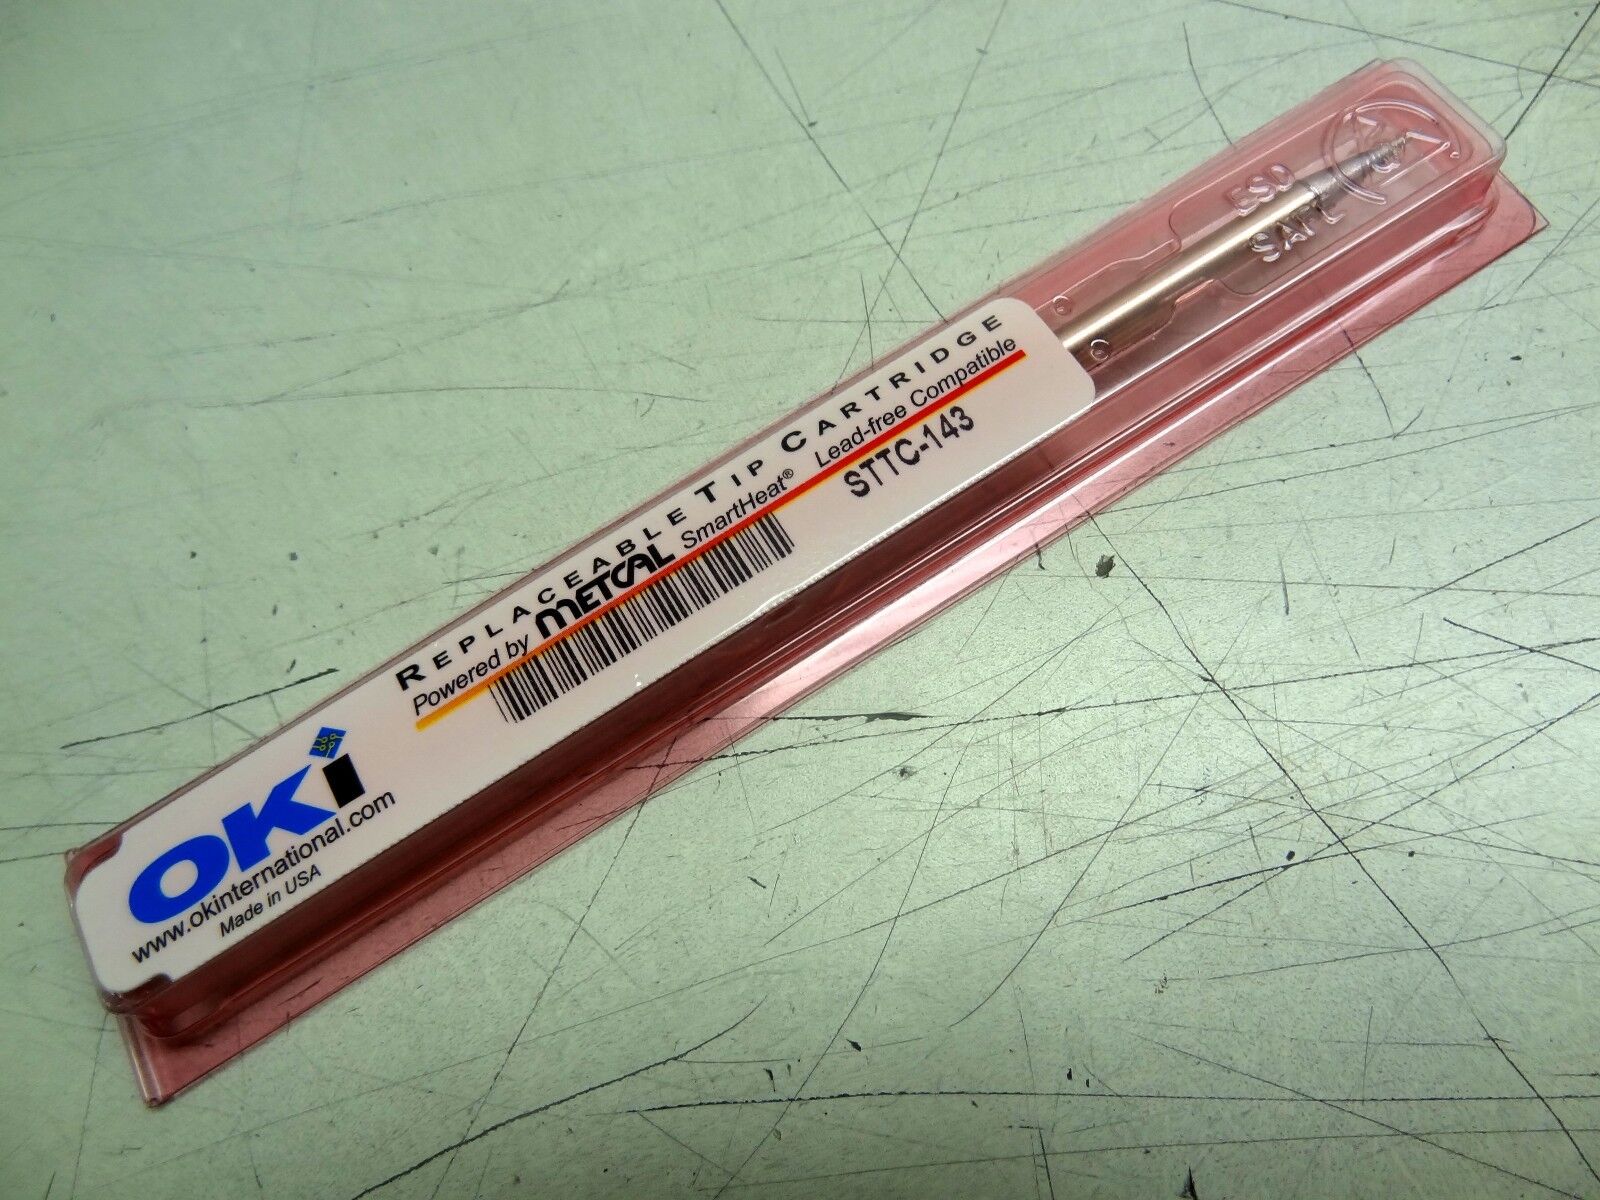 REPLACEABLE TIP CARTRIDGE
Powered by METCAL SmartHeat® Lead-free Compatible
STTC-143
OKi
www.okinternational.com
Made in USA
ESD
SAFE